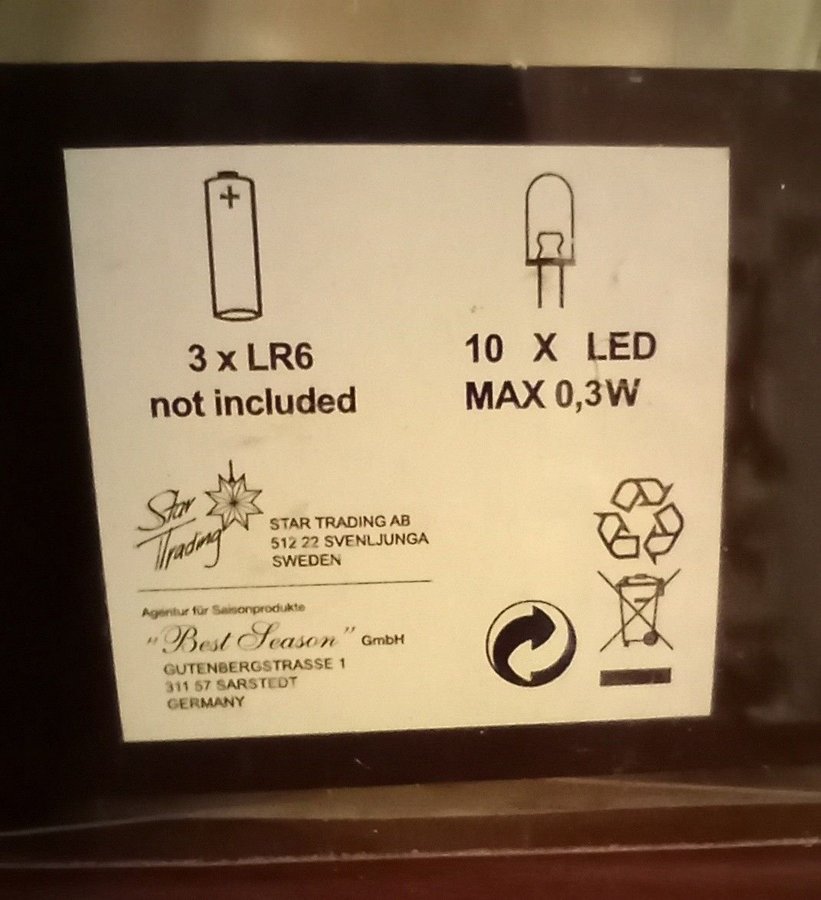 +
3 x LR6
not included
10 X LED
MAX 0,3W
Star
Trading
STAR TRADING AB
512 22 SVENLJUNGA
SWEDEN
Agentur für Saisonprodukte
"Best Season" GmbH
GUTENBERGSTRASSE 1
311 57 SARSTEDT
GERMANY